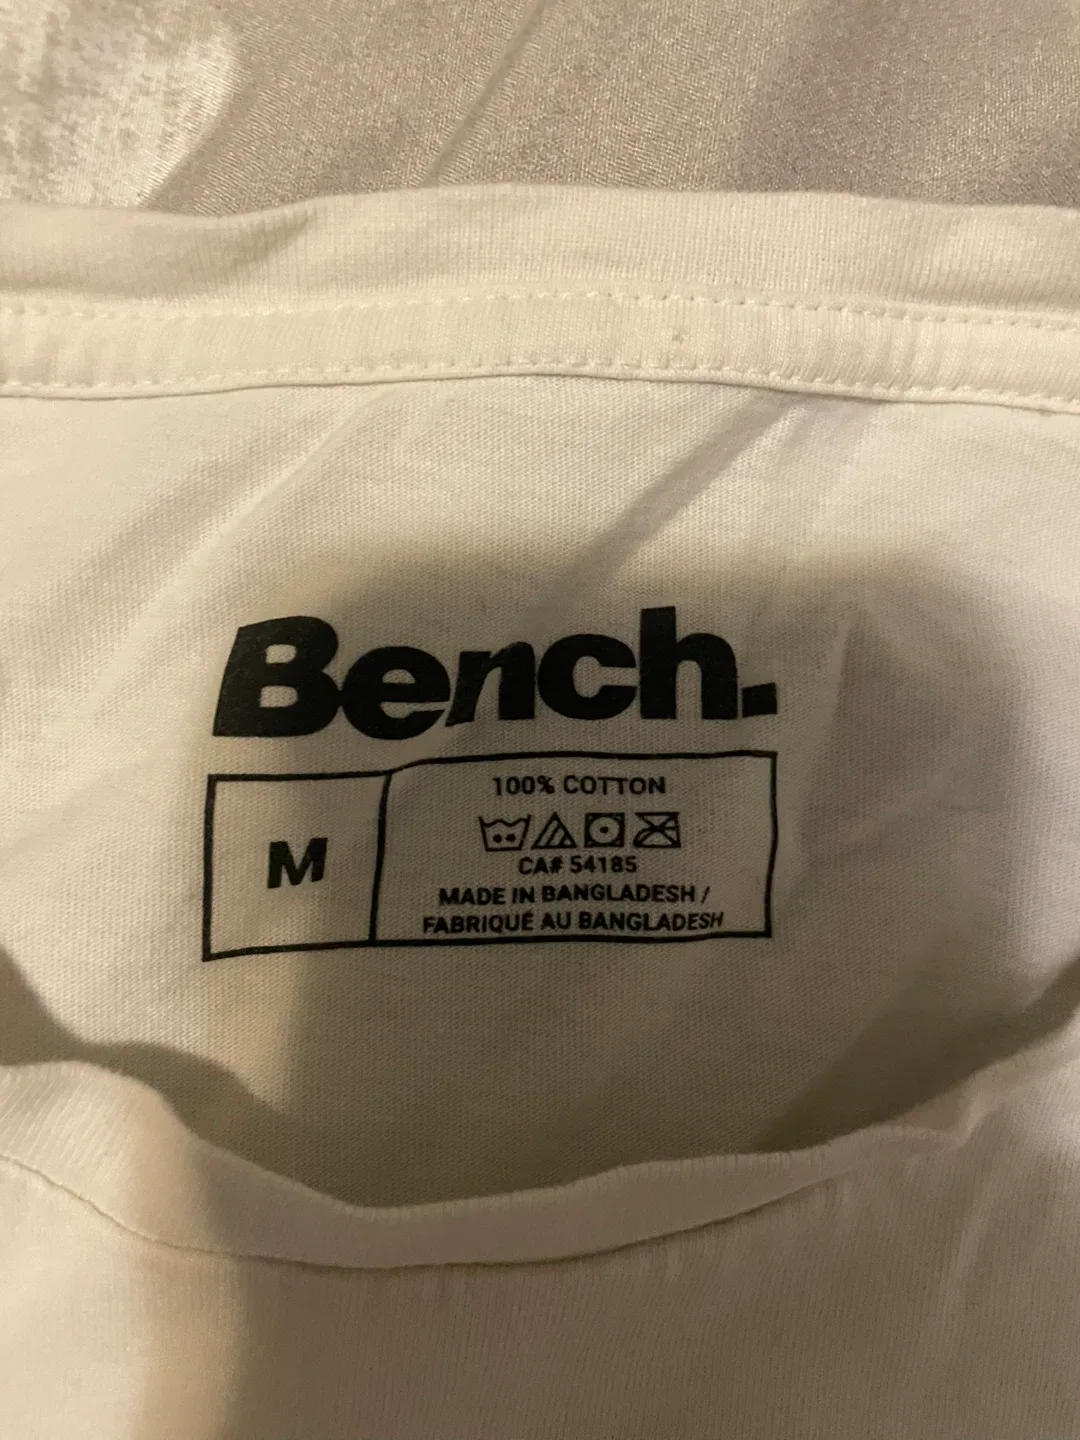 Bench.
M
100% COTTON
CA# 54185
MADE IN BANGLADESH /
FABRIQUÉ AU BANGLADESH